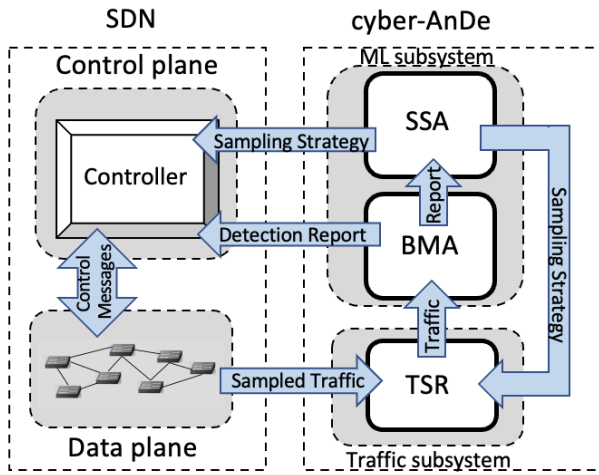 SDN
cyber-AnDe
Control plane
ML subsystem
SSA
Sampling Strategy
Controller
Report
Sampling Strategy
Detection Report
BMA
Control
Messages
Traffic
Sampled Traffic
TSR
Data plane
Traffic subsystem